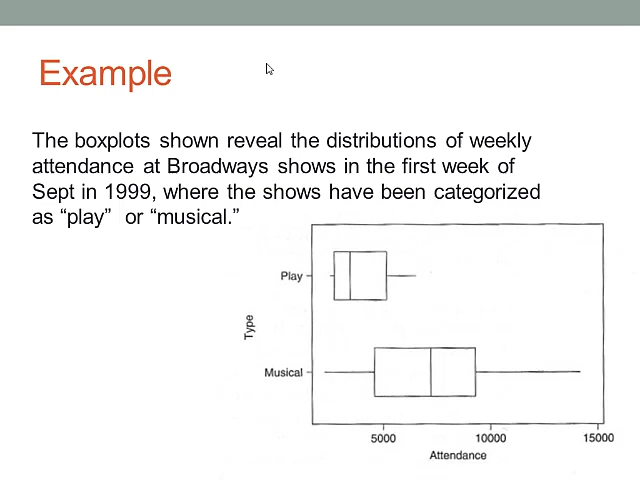 Example
The boxplots shown reveal the distributions of weekly
attendance at Broadways shows in the first week of
Sept in 1999, where the shows have been categorized
as “play”  or “musical.”
Play
Type
Musical
5000 10000 15000
Attendance